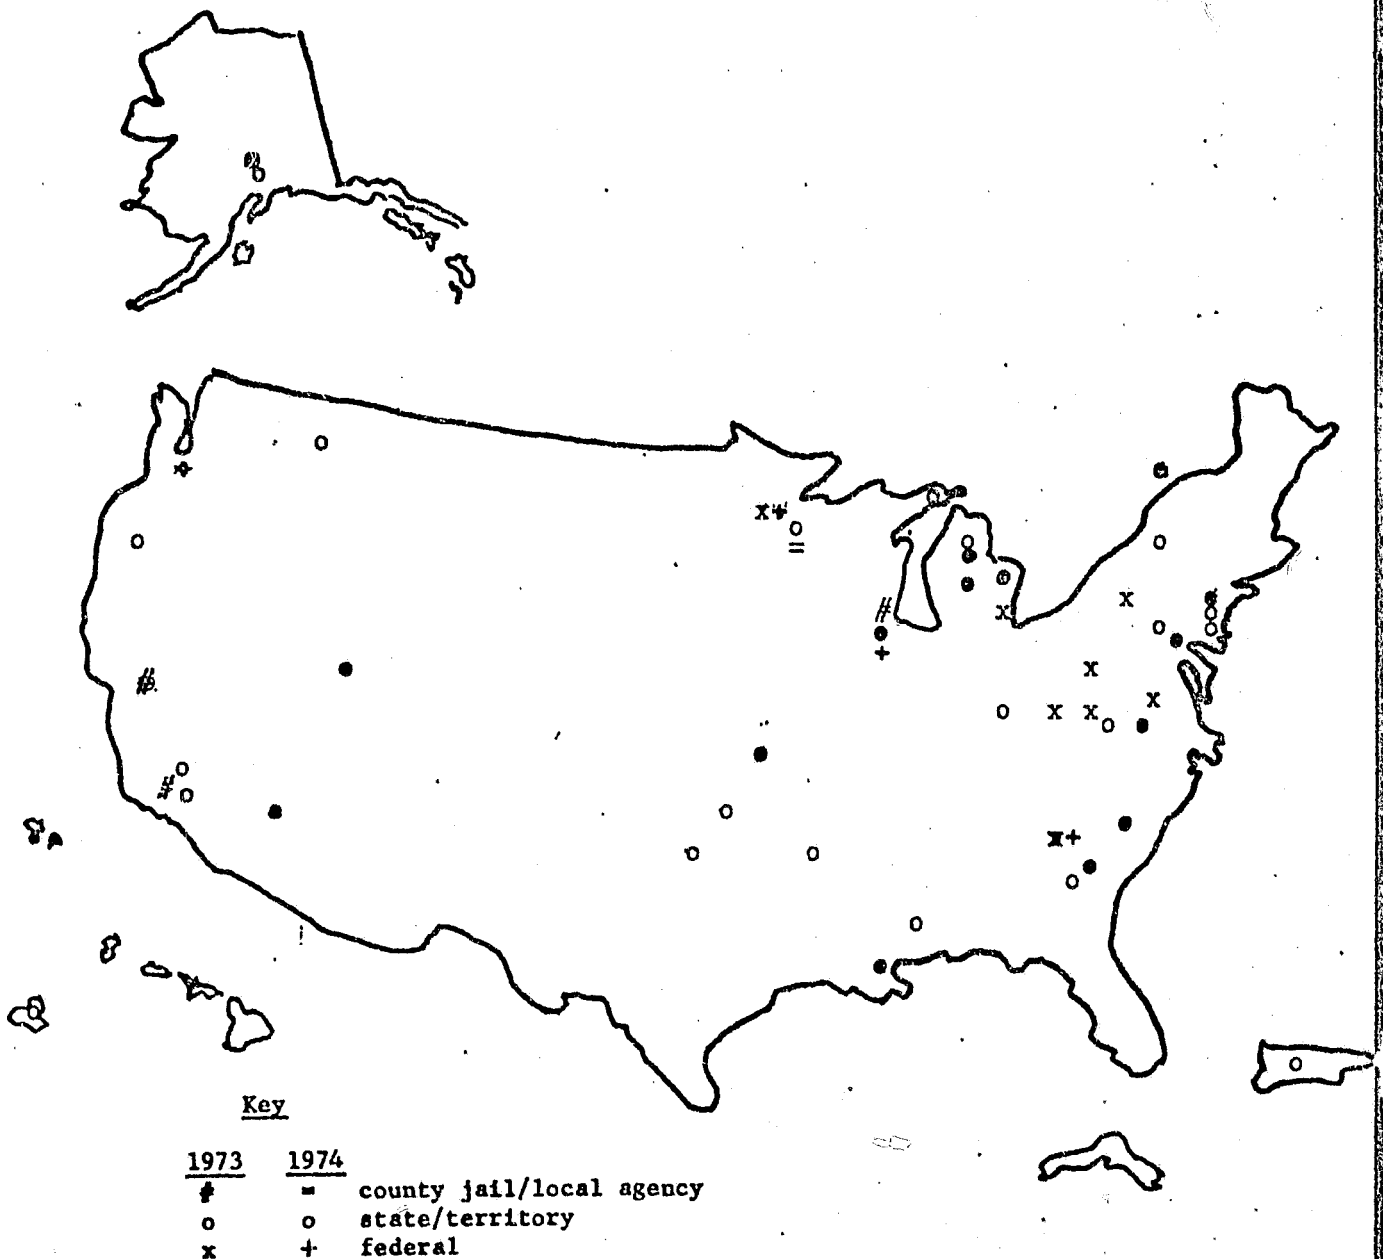 Key
1973 1974
# = county jail/local agency
o o state/territory
x + federal